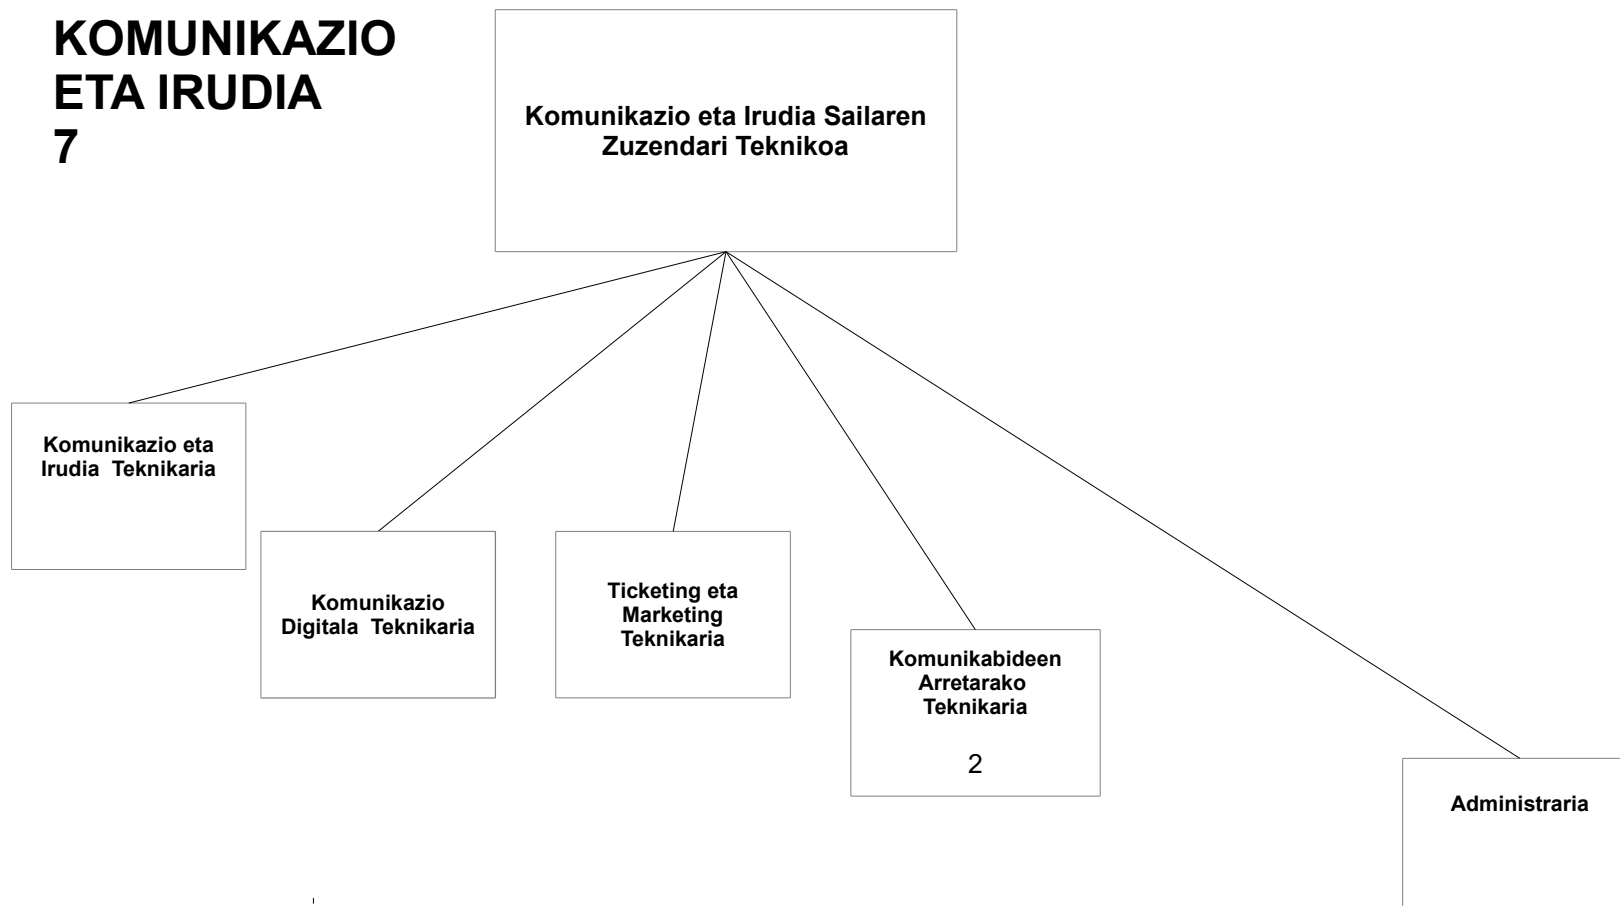 KOMUNIKAZIO
ETA IRUDIA
7
Komunikazio eta Irudia Sailaren
Zuzendari Teknikoa
Komunikazio eta
Irudia  Teknikaria
Komunikazio
Digitala  Teknikaria
Ticketing eta
Marketing
Teknikaria
Komunikabideen
Arretarako
Teknikaria
2
Administraria